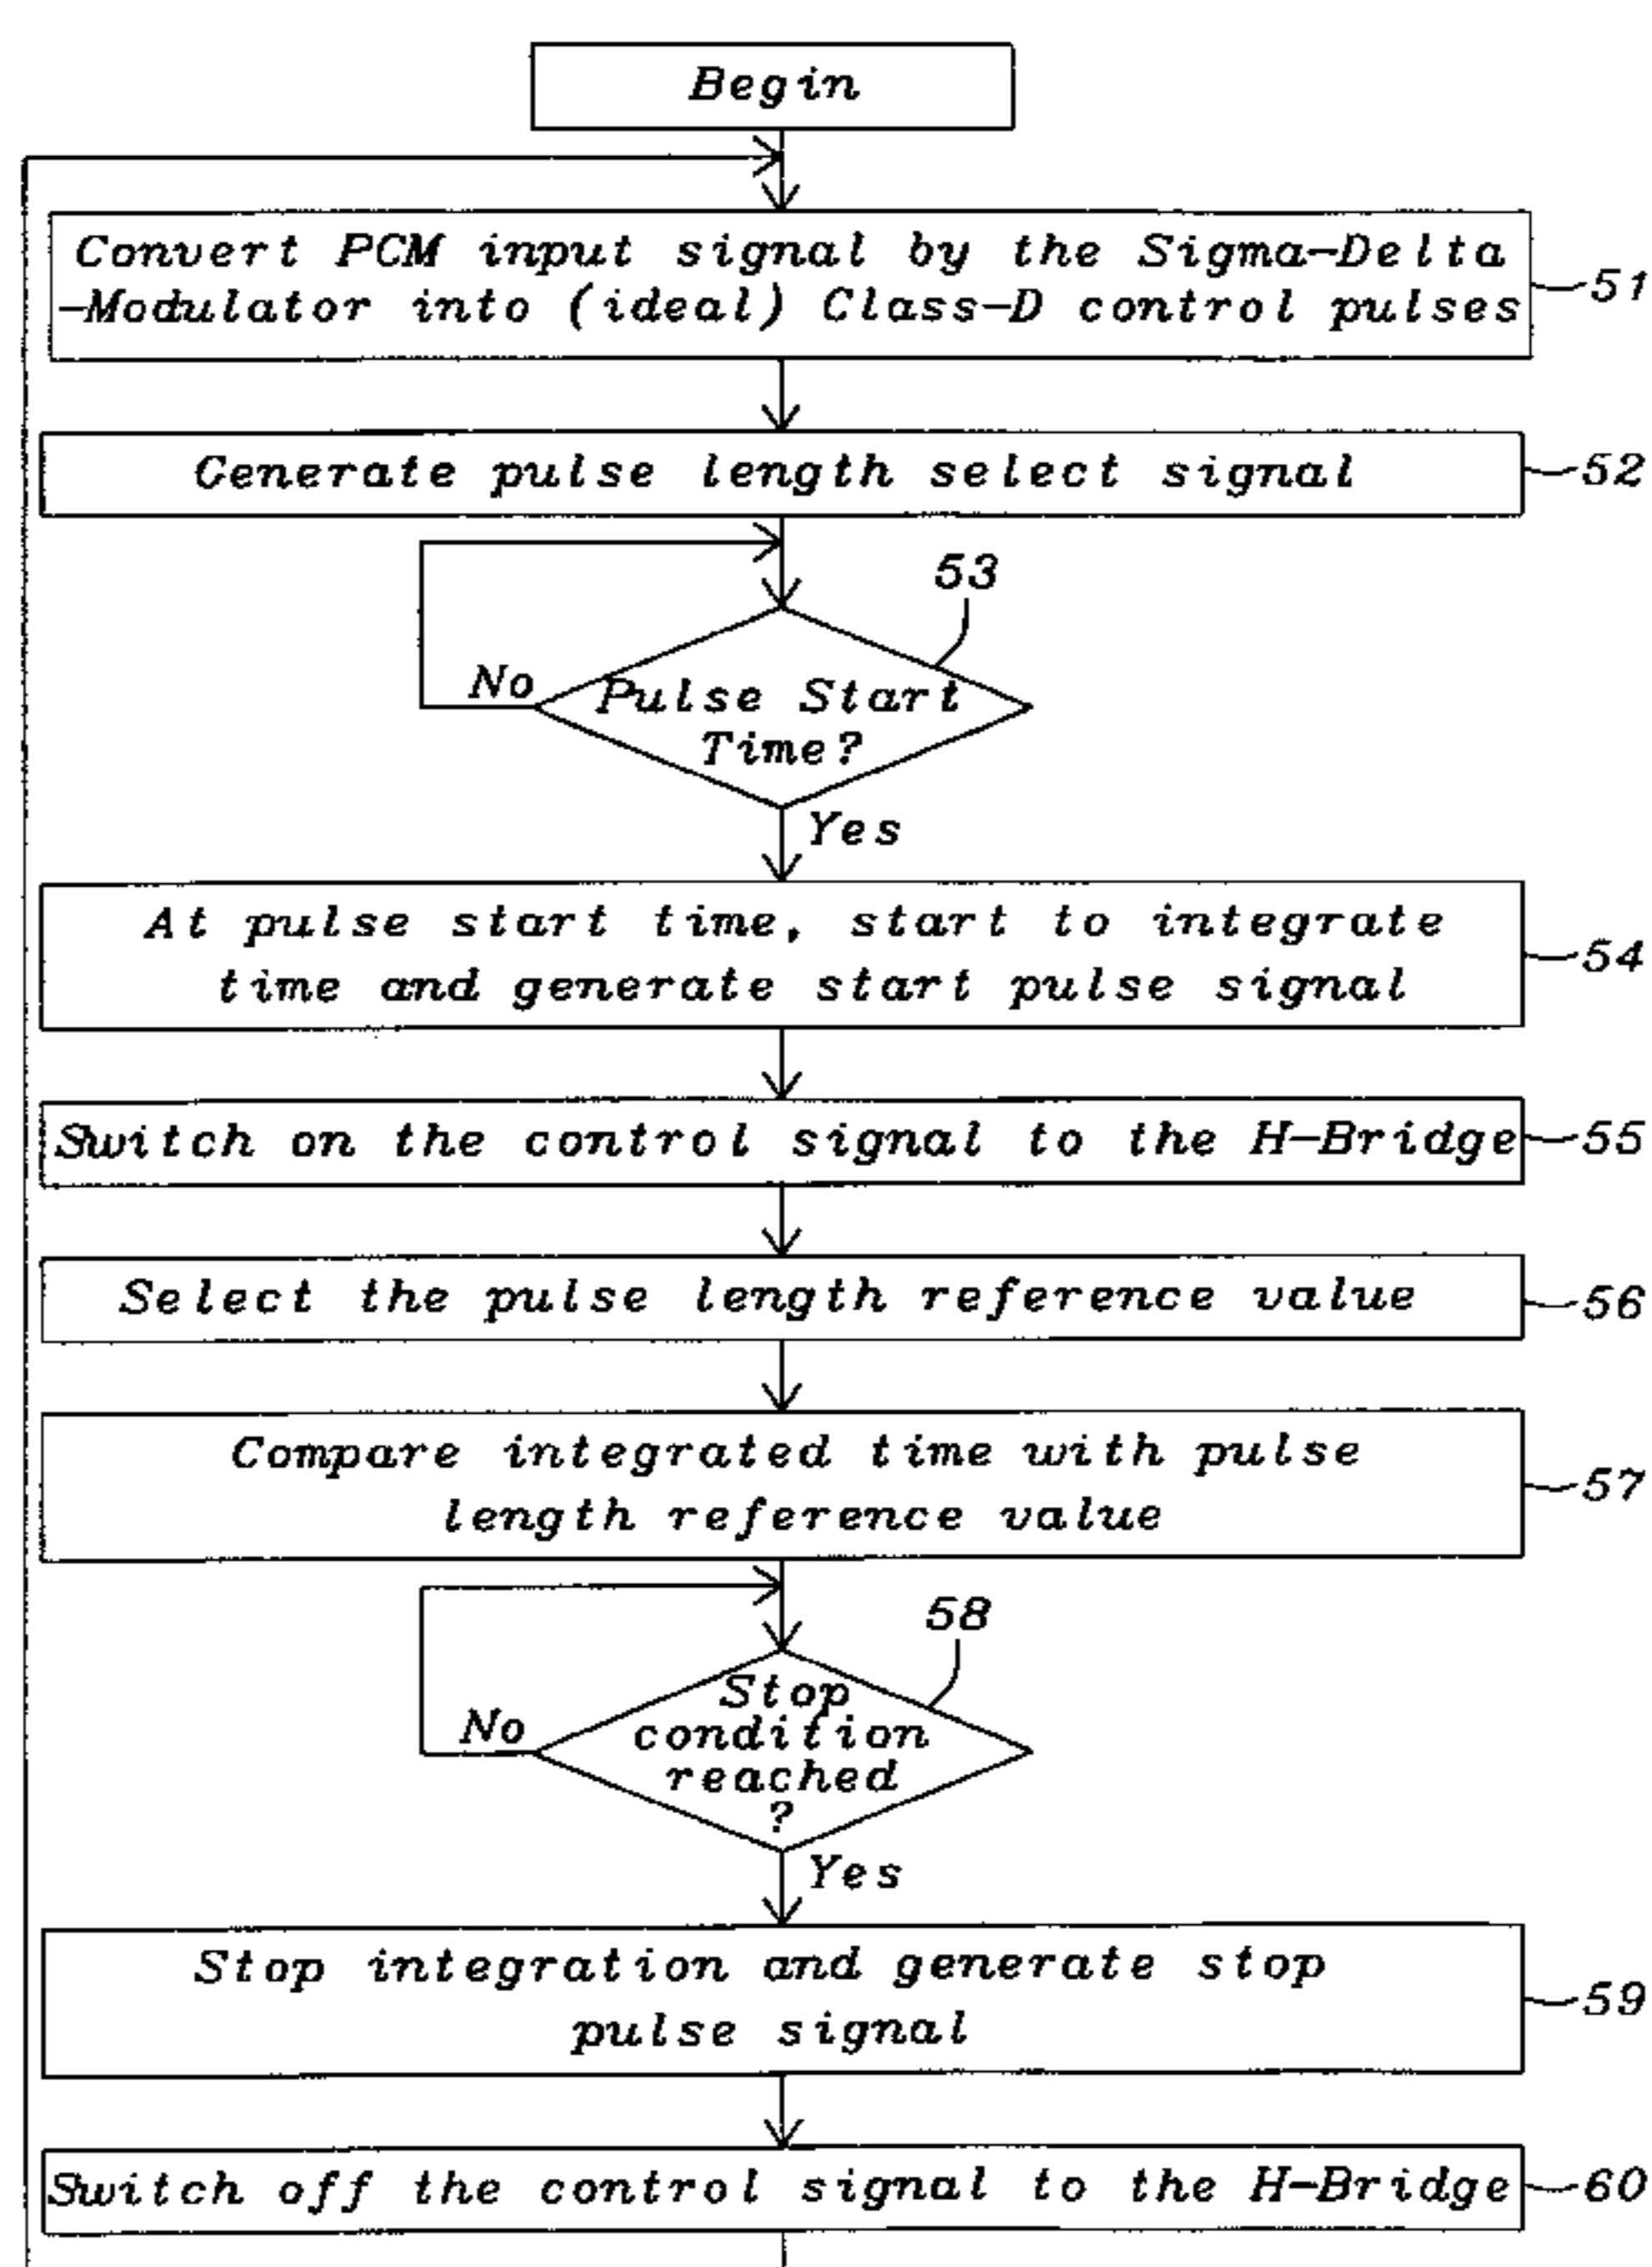 Begin
Convert PCM input signal by the Sigma-Delta
-Modulator into (ideal) Class-D control pulses
51
Generate pulse length select signal
52
53
No
Pulse Start
Time?
Yes
At pulse start time, start to integrate
time and generate start pulse signal
54
Switch on the control signal to the H-Bridge
55
Select the pulse length reference value
56
Compare integrated time with pulse
length reference value
57
58
No
Stop
condition
reached
?
Yes
Stop integration and generate stop
pulse signal
59
Switch off the control signal to the H-Bridge
60